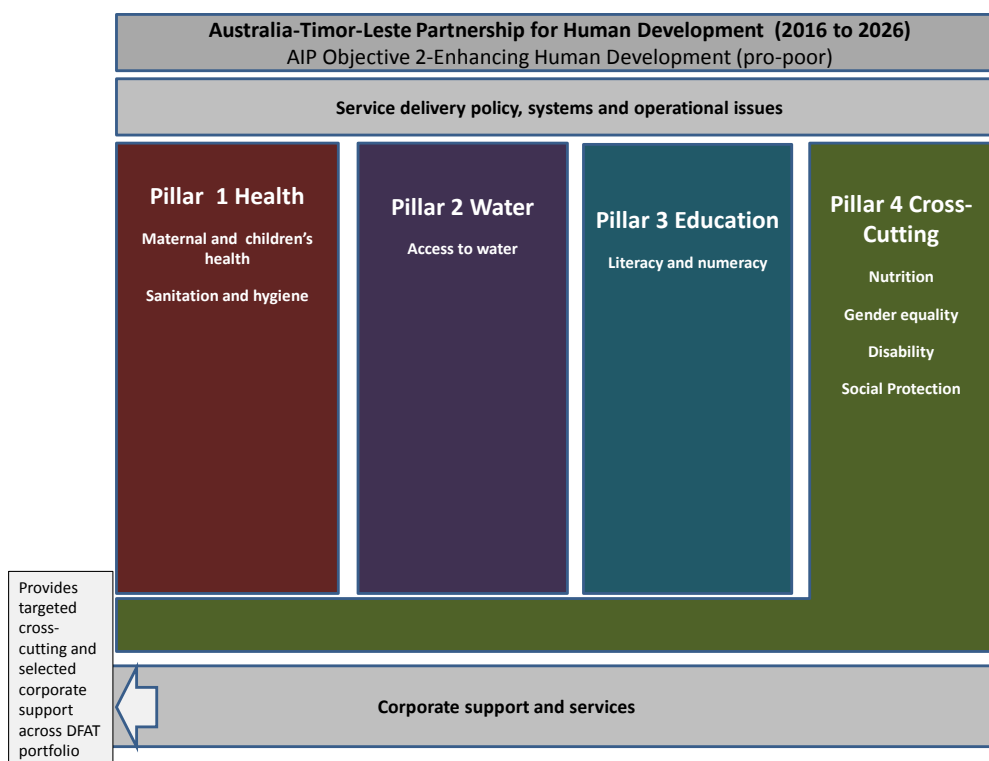 Australia-Timor-Leste Partnership for Human Development (2016 to 2026)
AIP Objective 2-Enhancing Human Development (pro-poor)
Service delivery policy, systems and operational issues
Pillar 1 Health
Maternal and children's
health
Sanitation and hygiene
Pillar 2 Water
Access to water
Pillar 3 Education
Literacy and numeracy
Pillar 4 Cross-
Cutting
Nutrition
Gender equality
Disability
Social Protection
Provides
targeted
cross-
cutting and
selected
corporate
support
across DFAT
portfolio
Corporate support and services